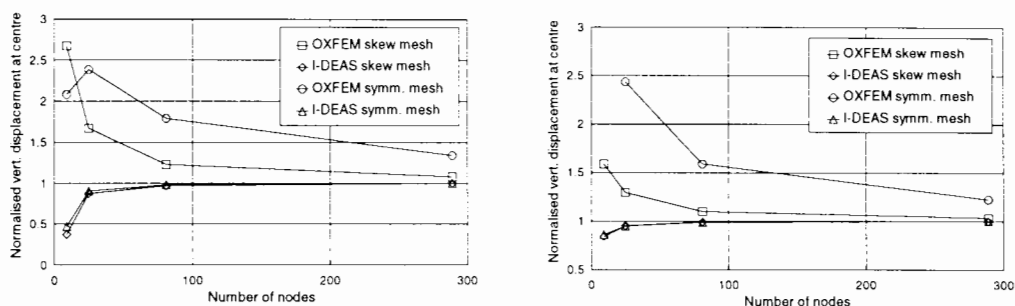 3
2.5
2
1.5
1
0.5
0
Normalised vert. displacement at centre
OXFEM skew mesh
I-DEAS skew mesh
OXFEM symm. mesh
I-DEAS symm. mesh
0
100
200
300
Number of nodes
3
2.5
2
1.5
1
0.5
Normalised vert. displacement at centre
OXFEM skew mesh
I-DEAS skew mesh
OXFEM symm. mesh
I-DEAS symm. mesh
0
100
200
300
Number of nodes